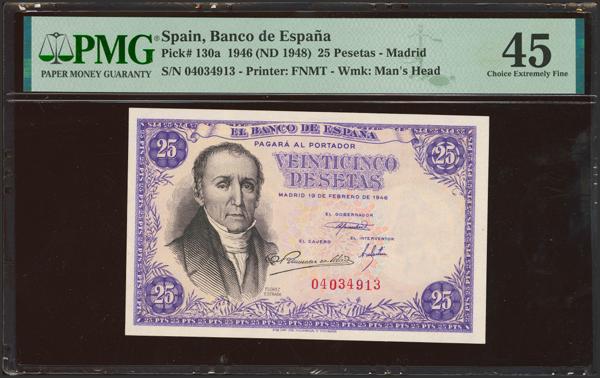 PMG
PAPER MONEY GUARANTY
Spain, Banco de España
Pick# 130a 1946 (ND 1948) 25 Pesetas - Madrid
S/N 04034913 - Printer: FNMT - Wmk: Man's Head
45
Choice Extremely Fine
EL BANCO DE ESPAÑA
PAGARÁ AL PORTADOR
25
25
VEINTICINCO
PESETAS
MADRID 19 DE FEBRERO DE 1946
EL GOBERNADOR
EL CAJERO
EL INTERVENTOR
04034913
FLOREZ
ESTRADA
25
25